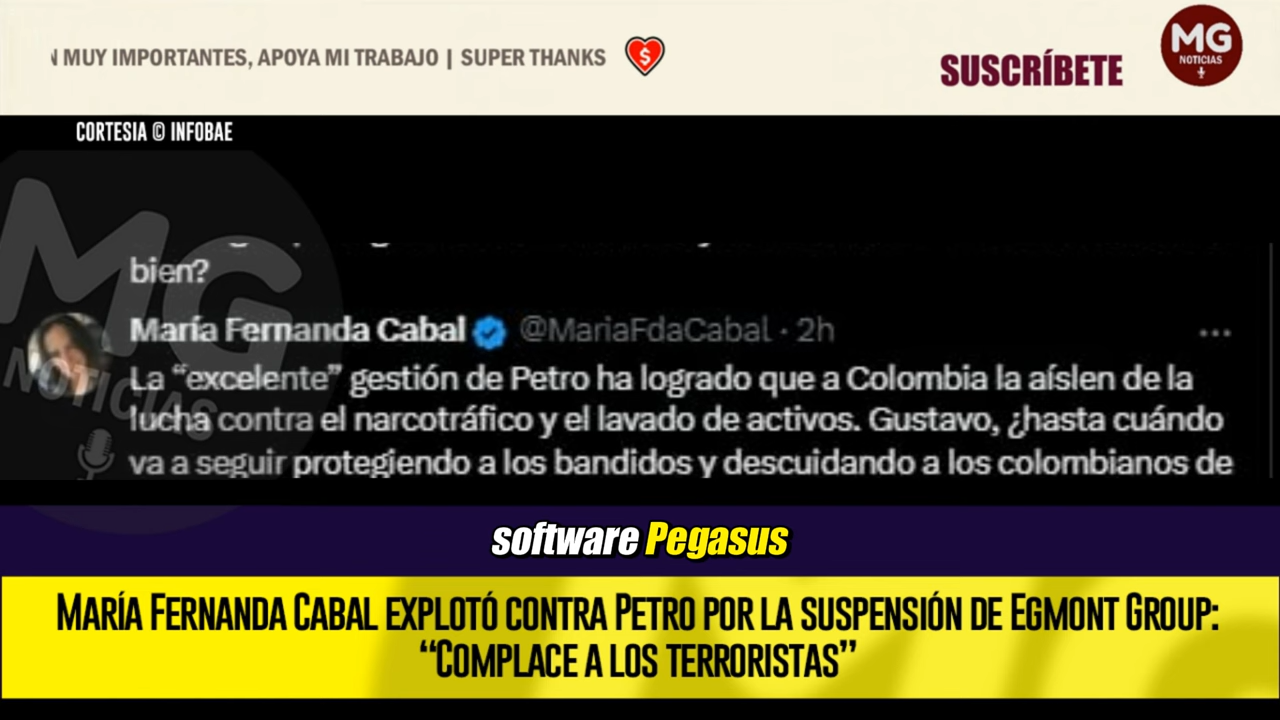 MUY IMPORTANTES, APOYA MI TRABAJO | SUPER THANKS
$
SUSCRÍBETE
MG
NOTICIAS
CORTESIA © INFOBAE
MG
NOTICIAS
bien?
María Fernanda Cabal @MariaFdaCabal · 2h
La “excelente” gestión de Petro ha logrado que a Colombia la aíslen de la
lucha contra el narcotráfico y el lavado de activos. Gustavo, ¿hasta cuándo
va a seguir protegiendo a los bandidos y descuidando a los colombianos de
software Pegasus
MARÍA FERNANDA CABAL EXPLOTÓ CONTRA PETRO POR LA SUSPENSIÓN DE EGMONT GROUP:
“COMPLACE A LOS TERRORISTAS”